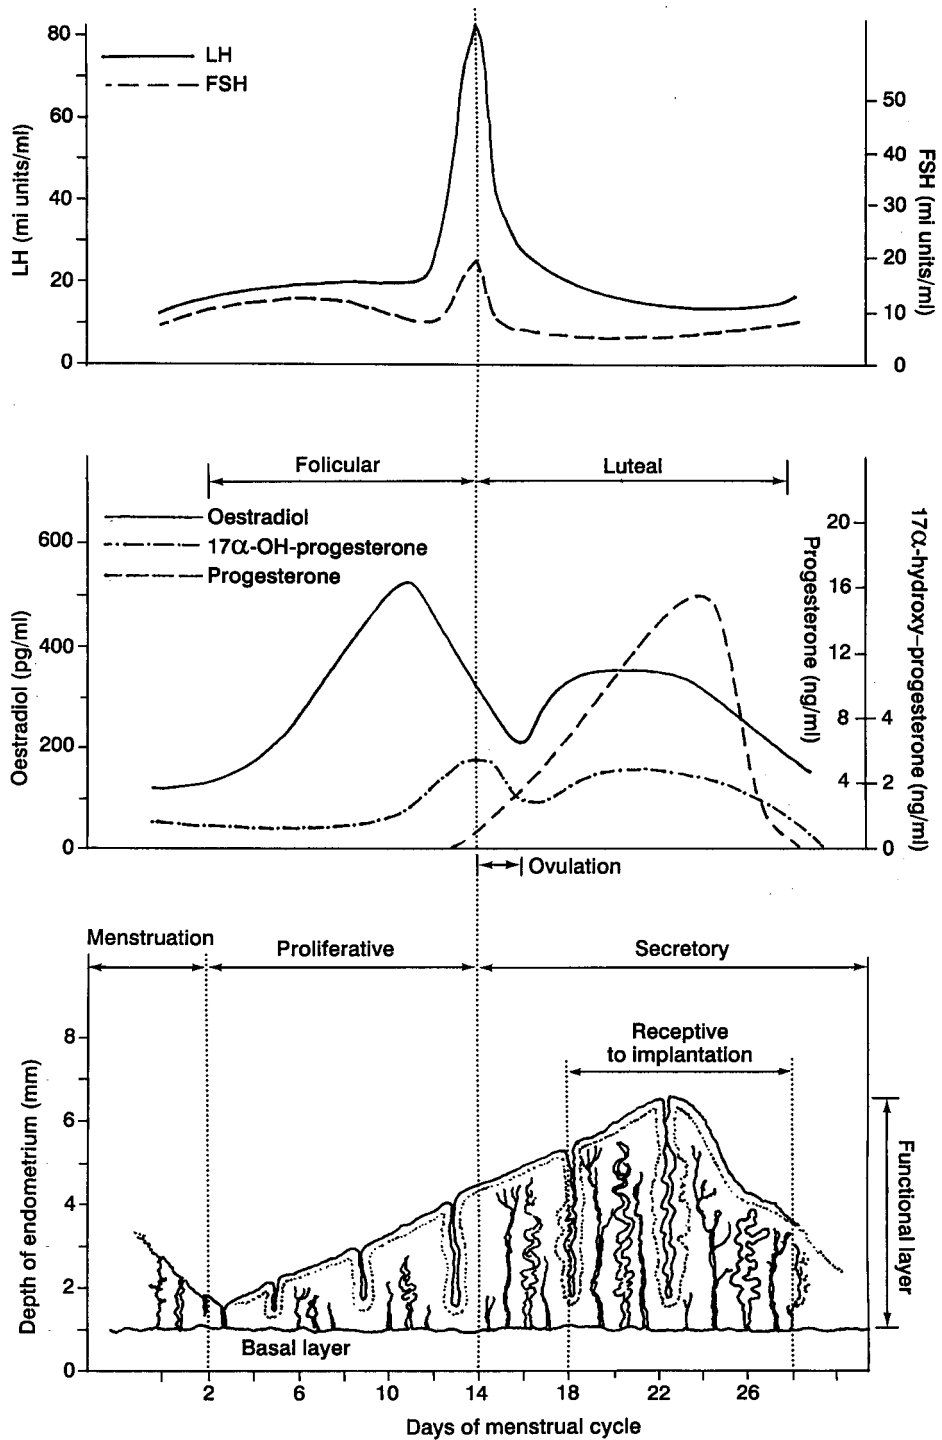 LH
FSH
80
60
40
20
0
LH (mi units/ml)
50
40
30
20
10
0
FSH (mi units/ml)
Folicular
Luteal
Oestradiol
17α-OH-progesterone
Progesterone
600
400
200
0
Oestradiol (pg/ml)
20
16
12
8
4
0
Progesterone (ng/ml)
4
2
17α-hydroxy–progesterone (ng/ml)
Ovulation
Menstruation
Proliferative
Secretory
Receptive
to implantation
8
6
4
2
0
Depth of endometrium (mm)
Functional layer
Basal layer
2
6
10
14
18
22
26
Days of menstrual cycle